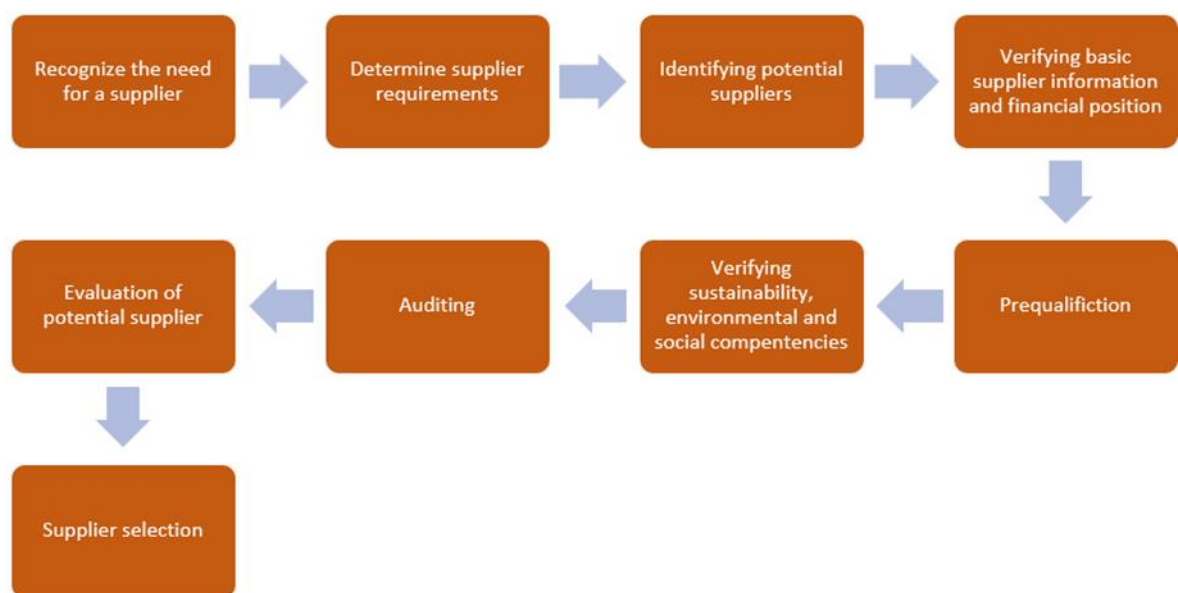 Recognize the need
for a supplier
Determine supplier
requirements
Identifying potential
suppliers
Verifying basic
supplier information
and financial position
Prequalifiction
Verifying
sustainability,
environmental and
social compentencies
Auditing
Evaluation of
potential supplier
Supplier selection